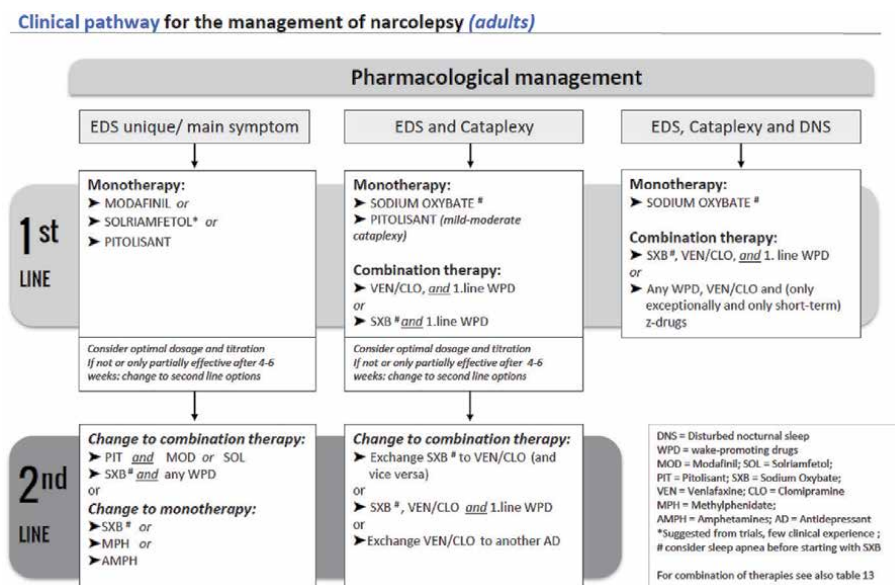 Clinical pathway for the management of narcolepsy (adults)
Pharmacological management
EDS unique/ main symptom
EDS and Cataplexy
EDS, Cataplexy and DNS
1st
LINE
Monotherapy:
➤ MODAFINIL or
➤ SOLRIAMFETOL* or
➤ PITOLISANT
Consider optimal dosage and titration
If not or only partially effective after 4-6
weeks: change to second line options
Monotherapy:
➤ SODIUM OXYBATE #
➤ PITOLISANT (mild-moderate
cataplexy)
Combination therapy:
➤ VEN/CLO, and 1.line WPD
or
➤ SXB # and 1.line WPD
Consider optimal dosage and titration
If not or only partially effective after 4-6
weeks: change to second line options
Monotherapy:
➤ SODIUM OXYBATE #
Combination therapy:
➤ SXB#, VEN/CLO, and 1. line WPD
or
➤ Any WPD, VEN/CLO and (only
exceptionally and only short-term)
z-drugs
2nd
LINE
Change to combination therapy:
➤ PIT and MOD or SOL
➤ SXB# and any WPD
or
Change to monotherapy:
➤SXB # or
➤MPH or
➤AMPH
Change to combination therapy:
➤ Exchange SXB # to VEN/CLO (and
vice versa)
or
➤ SXB #, VEN/CLO and 1.line WPD
or
➤Exchange VEN/CLO to another AD
DNS = Disturbed nocturnal sleep
WPD = wake-promoting drugs
MOD = Modafinil; SOL = Solriamfetol;
PIT = Pitolisant; SXB = Sodium Oxybate;
VEN = Venlafaxine; CLO = Clomipramine
MPH = Methylphenidate;
AMPH = Amphetamines; AD = Antidepressant
*Suggested from trials, few clinical experience ;
# consider sleep apnea before starting with SXB
For combination of therapies see also table 13